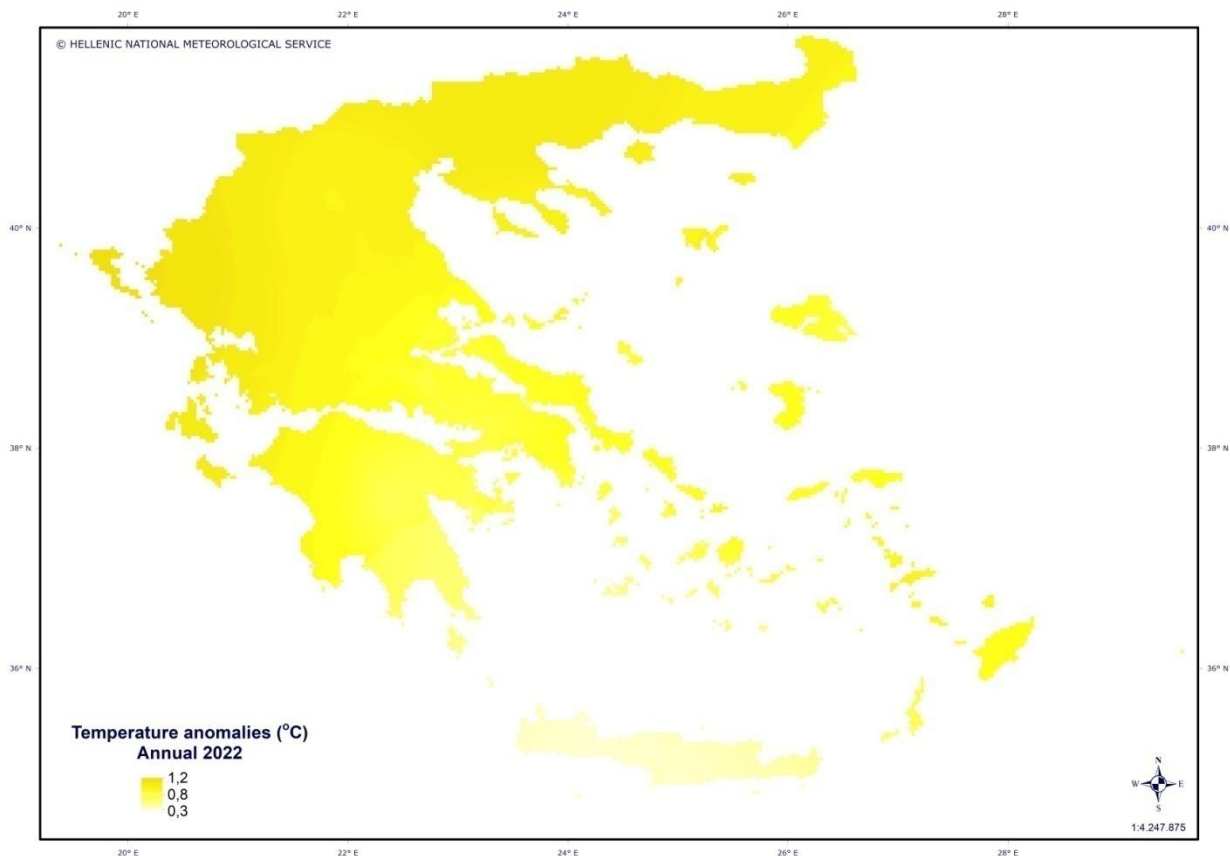 20° E 22° E 24° E 26° E 28° E
© HELLENIC NATIONAL METEOROLOGICAL SERVICE
40° N 40° N
38° N 38° N
36° N 36° N
Temperature anomalies (°C)
Annual 2022
1,2
0,8
0,3
N
W E
S
1:4.247.875
20° E 22° E 24° E 26° E 28° E